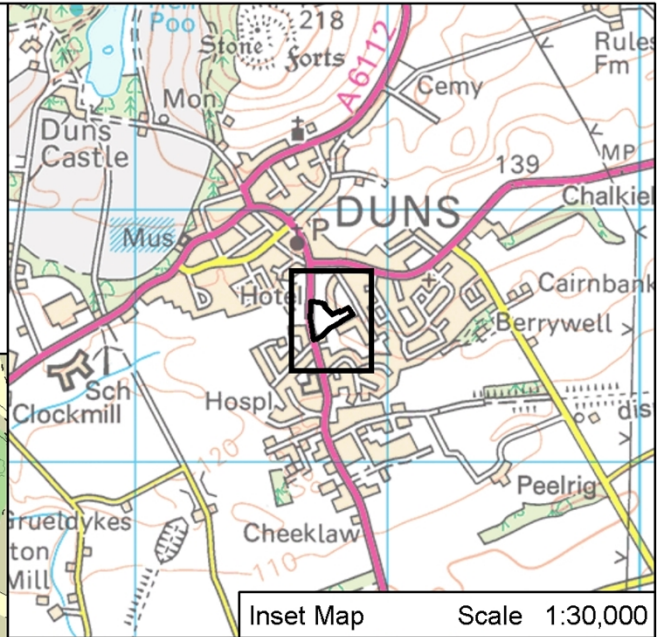 Poo
218
Stone forts
A 6112
Rules
Fm
Cemy
Mon
Duns
Castle
139
MP
Chalkiel
DUNS
P
Mus
Hotel
Cairnbank
Berrywell
Sch
Clockmill
Hospl
dis
120
Peelrig
Grueldykes
ton
Mill
Cheeklaw
110
Inset Map Scale 1:30,000